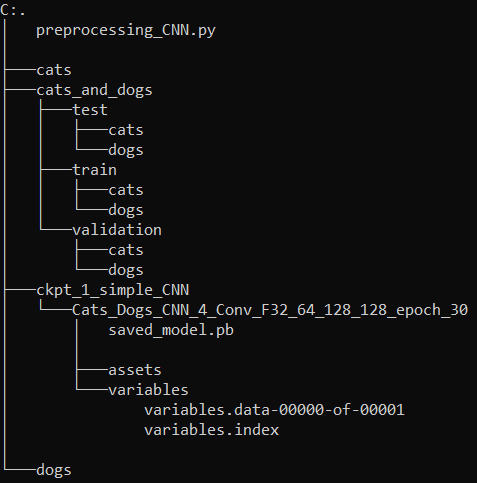 C:.
preprocessing_CNN.py
cats
cats_and_dogs
test
cats
dogs
train
cats
dogs
validation
cats
dogs
ckpt_1_simple_CNN
Cats_Dogs_CNN_4_Conv_F32_64_128_128_epoch_30
saved_model.pb
assets
variables
variables.data-00000-of-00001
variables.index
dogs